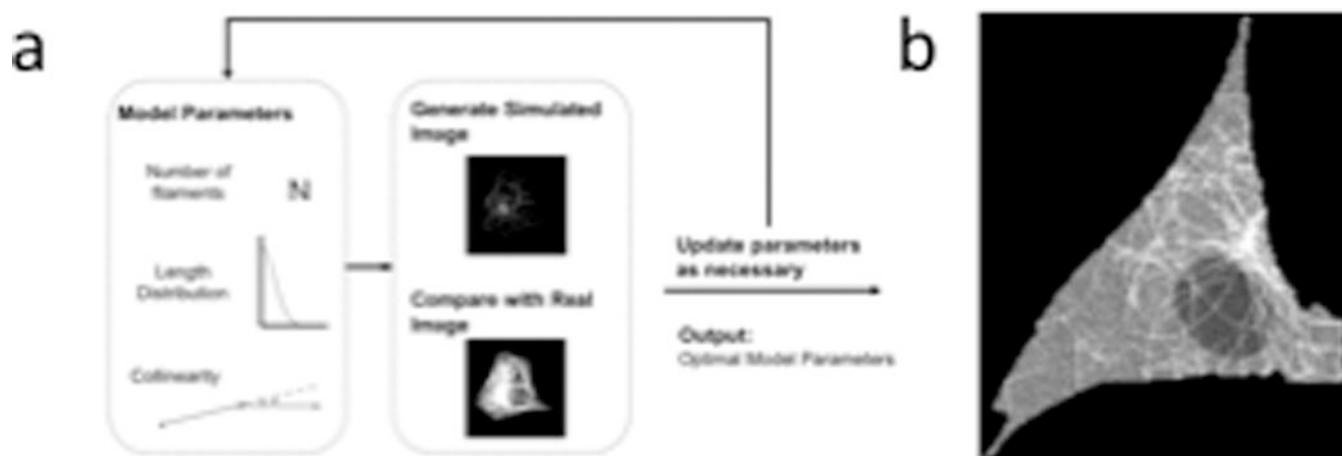 a
b
Model Parameters
Number of
filaments
N
Length
Distribution
Collinearity
Generate Simulated
Image
Compare with Real
Image
Update parameters
as necessary
Output:
Optimal Model Parameters